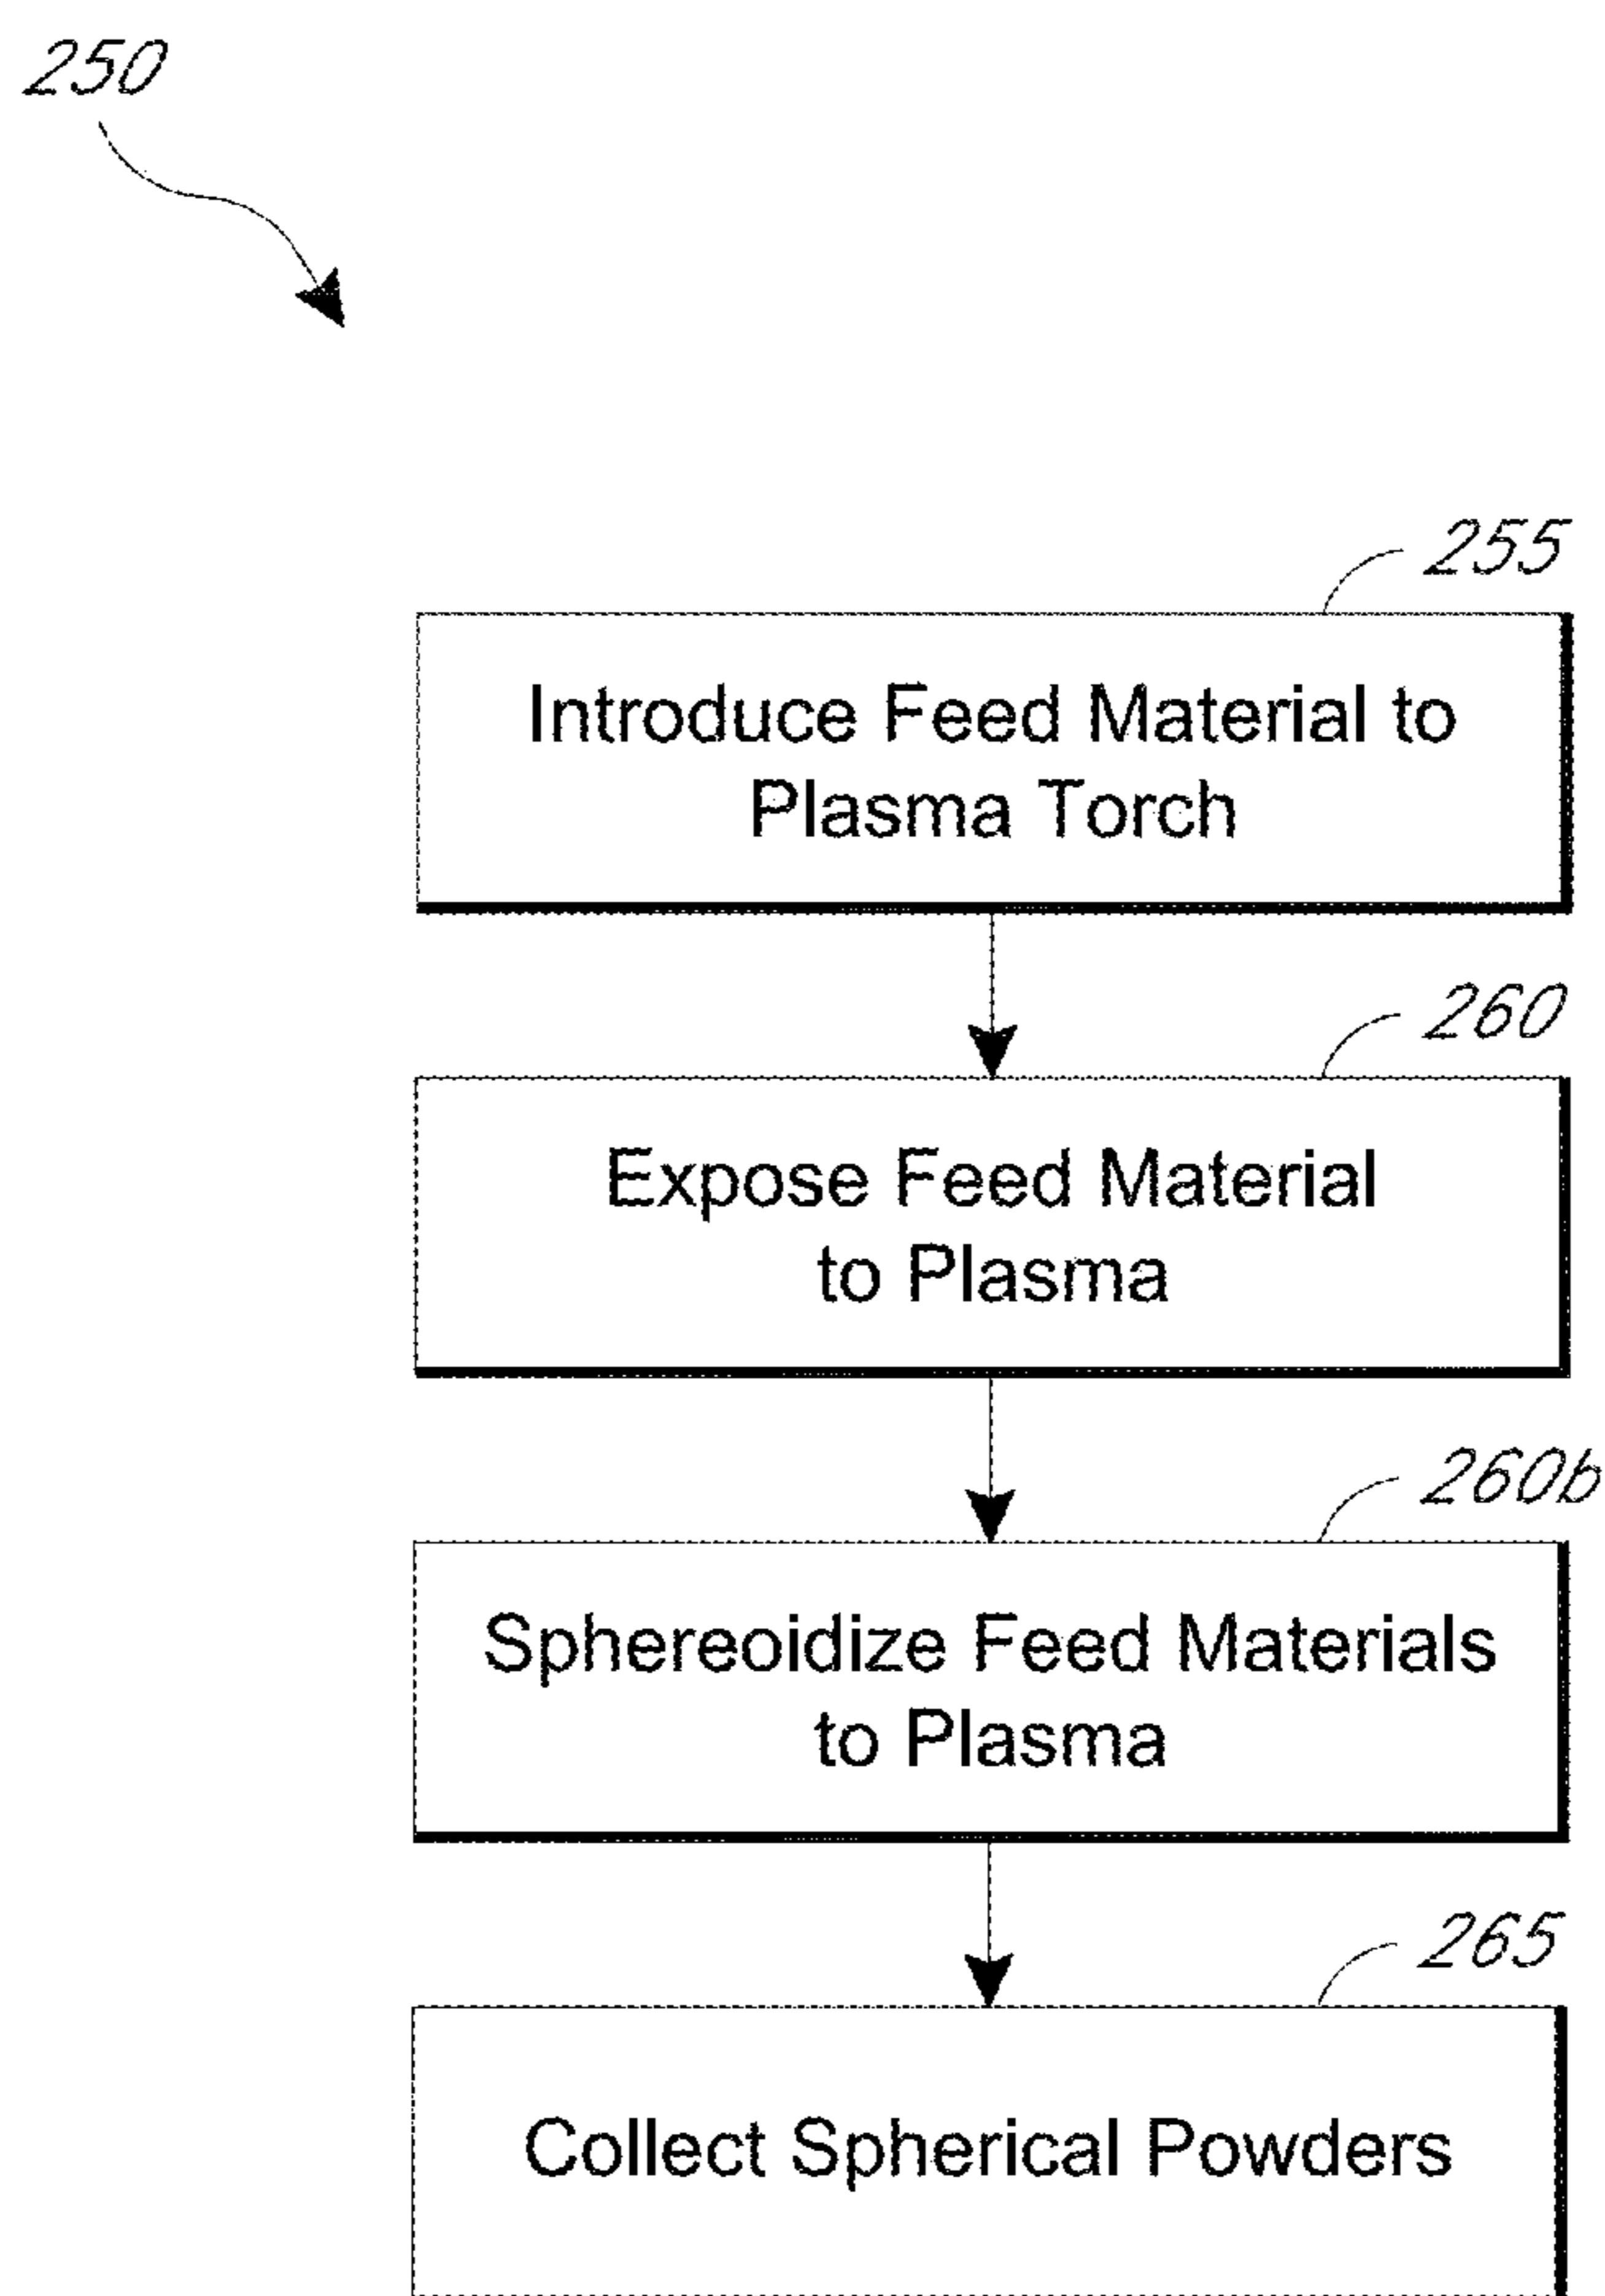 250
255
Introduce Feed Material to
Plasma Torch
260
Expose Feed Material
to Plasma
260b
Sphereoidize Feed Materials
to Plasma
265
Collect Spherical Powders